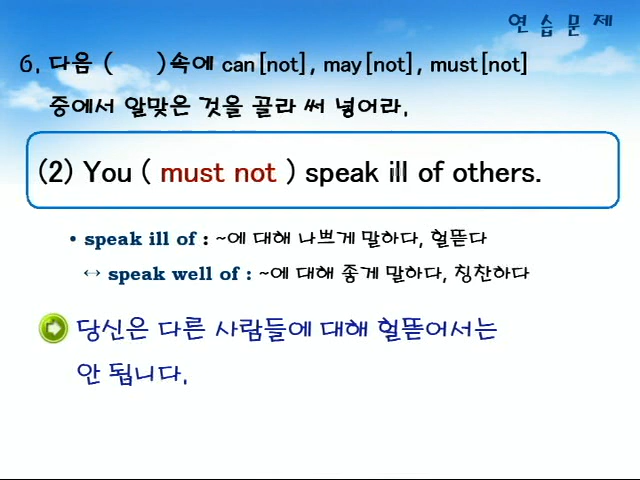 연 습 문 제
6. 다음 (     )속에 can[not], may[not], must[not]
중에서 알맞은 것을 골라 써 넣어라.
(2) You ( must not ) speak ill of others.
• speak ill of : ~에 대해 나쁘게 말하다, 헐뜯다
↔ speak well of : ~에 대해 좋게 말하다, 칭찬하다
당신은 다른 사람들에 대해 헐뜯어서는
안 됩니다.